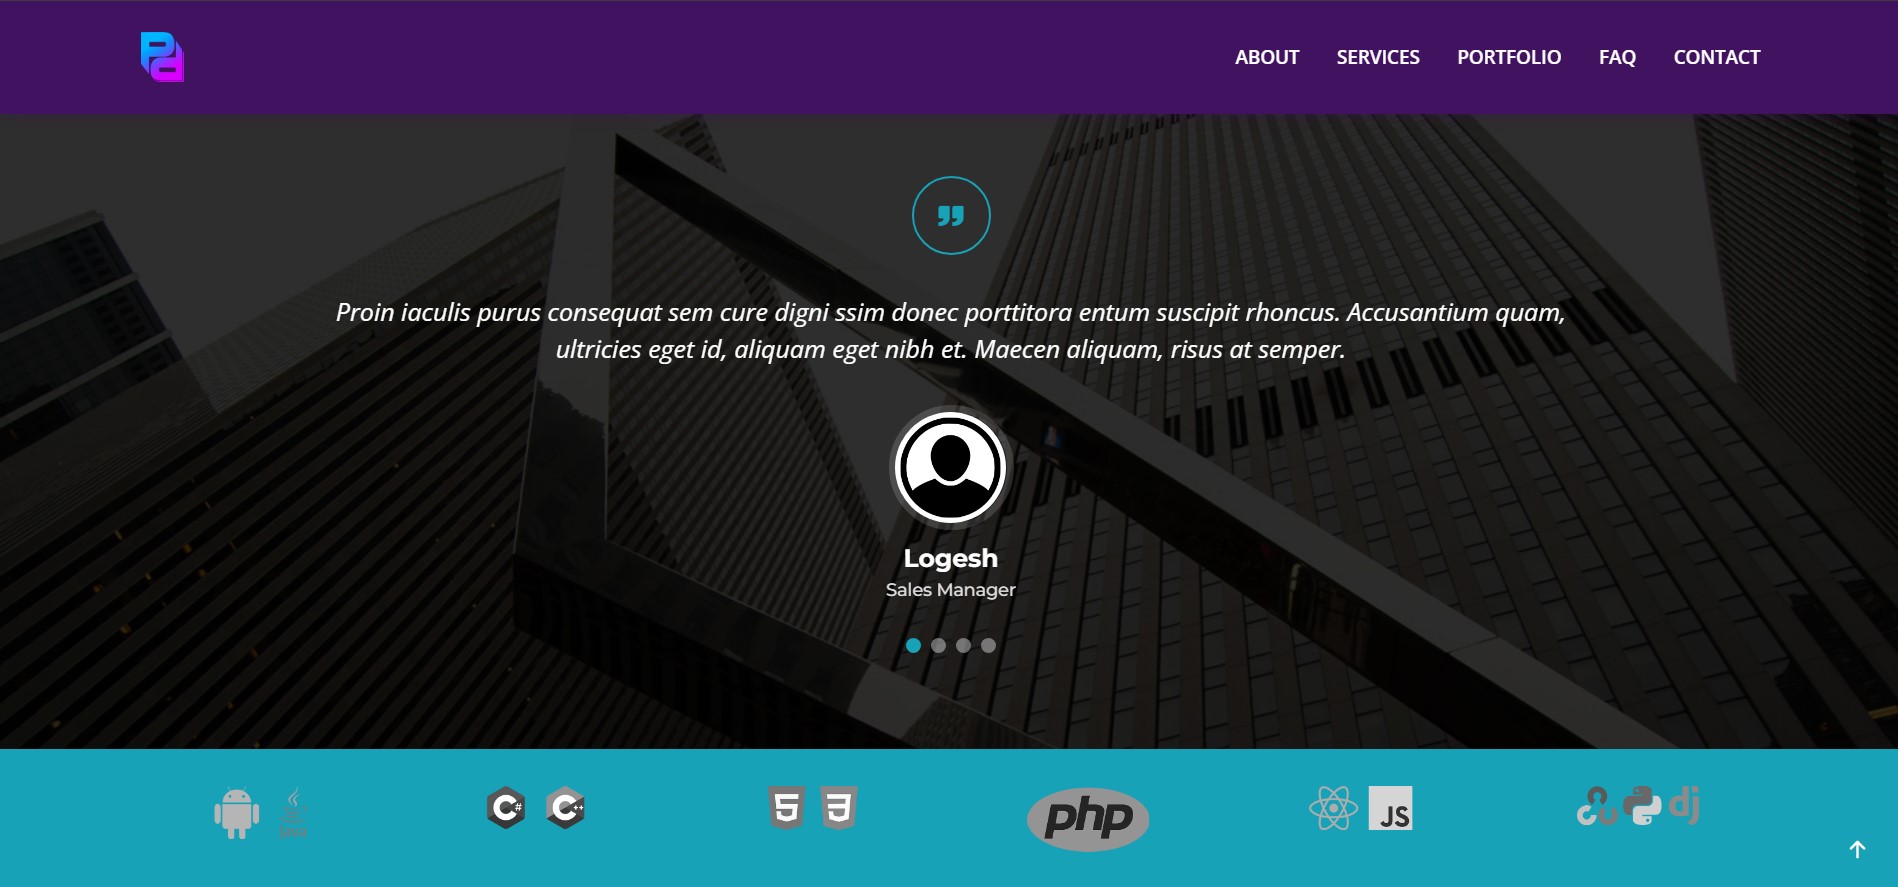 ABOUT SERVICES PORTFOLIO FAQ CONTACT
Proin iaculis purus consequat sem cure digni ssim donec porttitora entum suscipit rhoncus. Accusantium quam,
ultricies eget id, aliquam eget nibh et. Maecen aliquam, risus at semper.
Logesh
Sales Manager
Java C# C++ 5 3 php JS dj